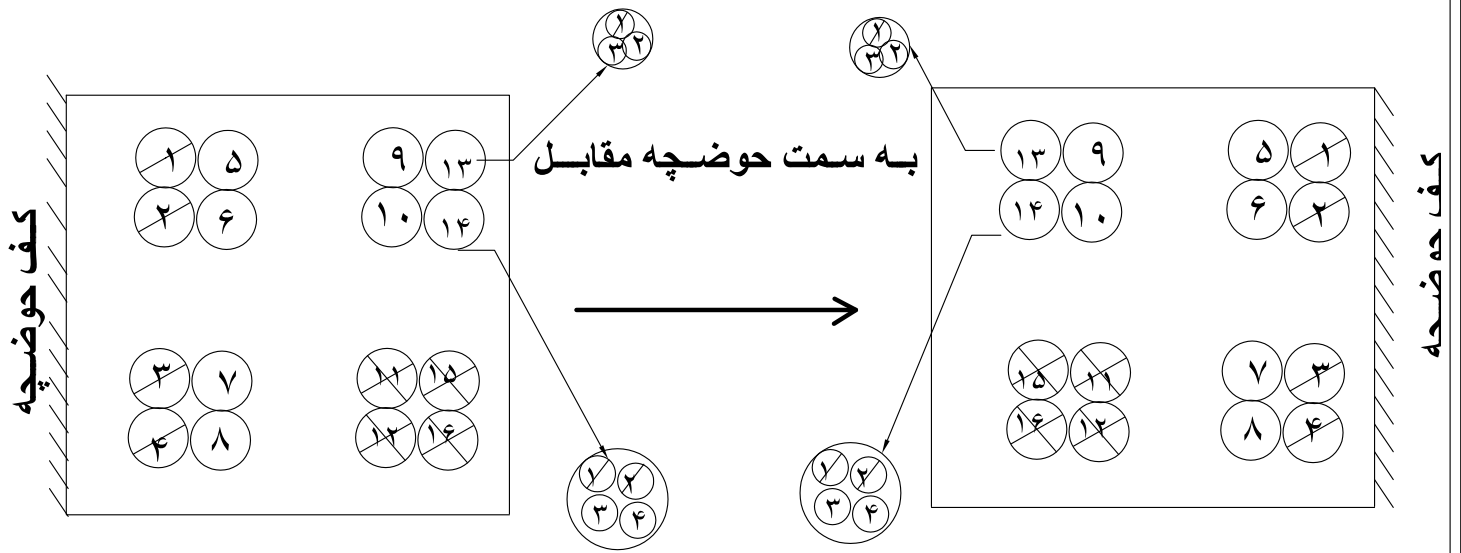 ۱ ۲ ۳
۱ ۲ ۳
۱ ۵ ۹ ۱۳
۲ ۶ ۱۰ ۱۴
به سمت حوضچه مقابل
۱۳ ۹ ۵ ۱
۱۴ ۱۰ ۶ ۲
کف حوضچه
کف حوضچه
۳ ۷ ۱۱ ۱۵
۴ ۸ ۱۲ ۱۶
۱۵ ۱۱ ۷ ۳
۱۶ ۱۲ ۸ ۴
۱ ۲
۳ ۴
۱ ۲
۳ ۴